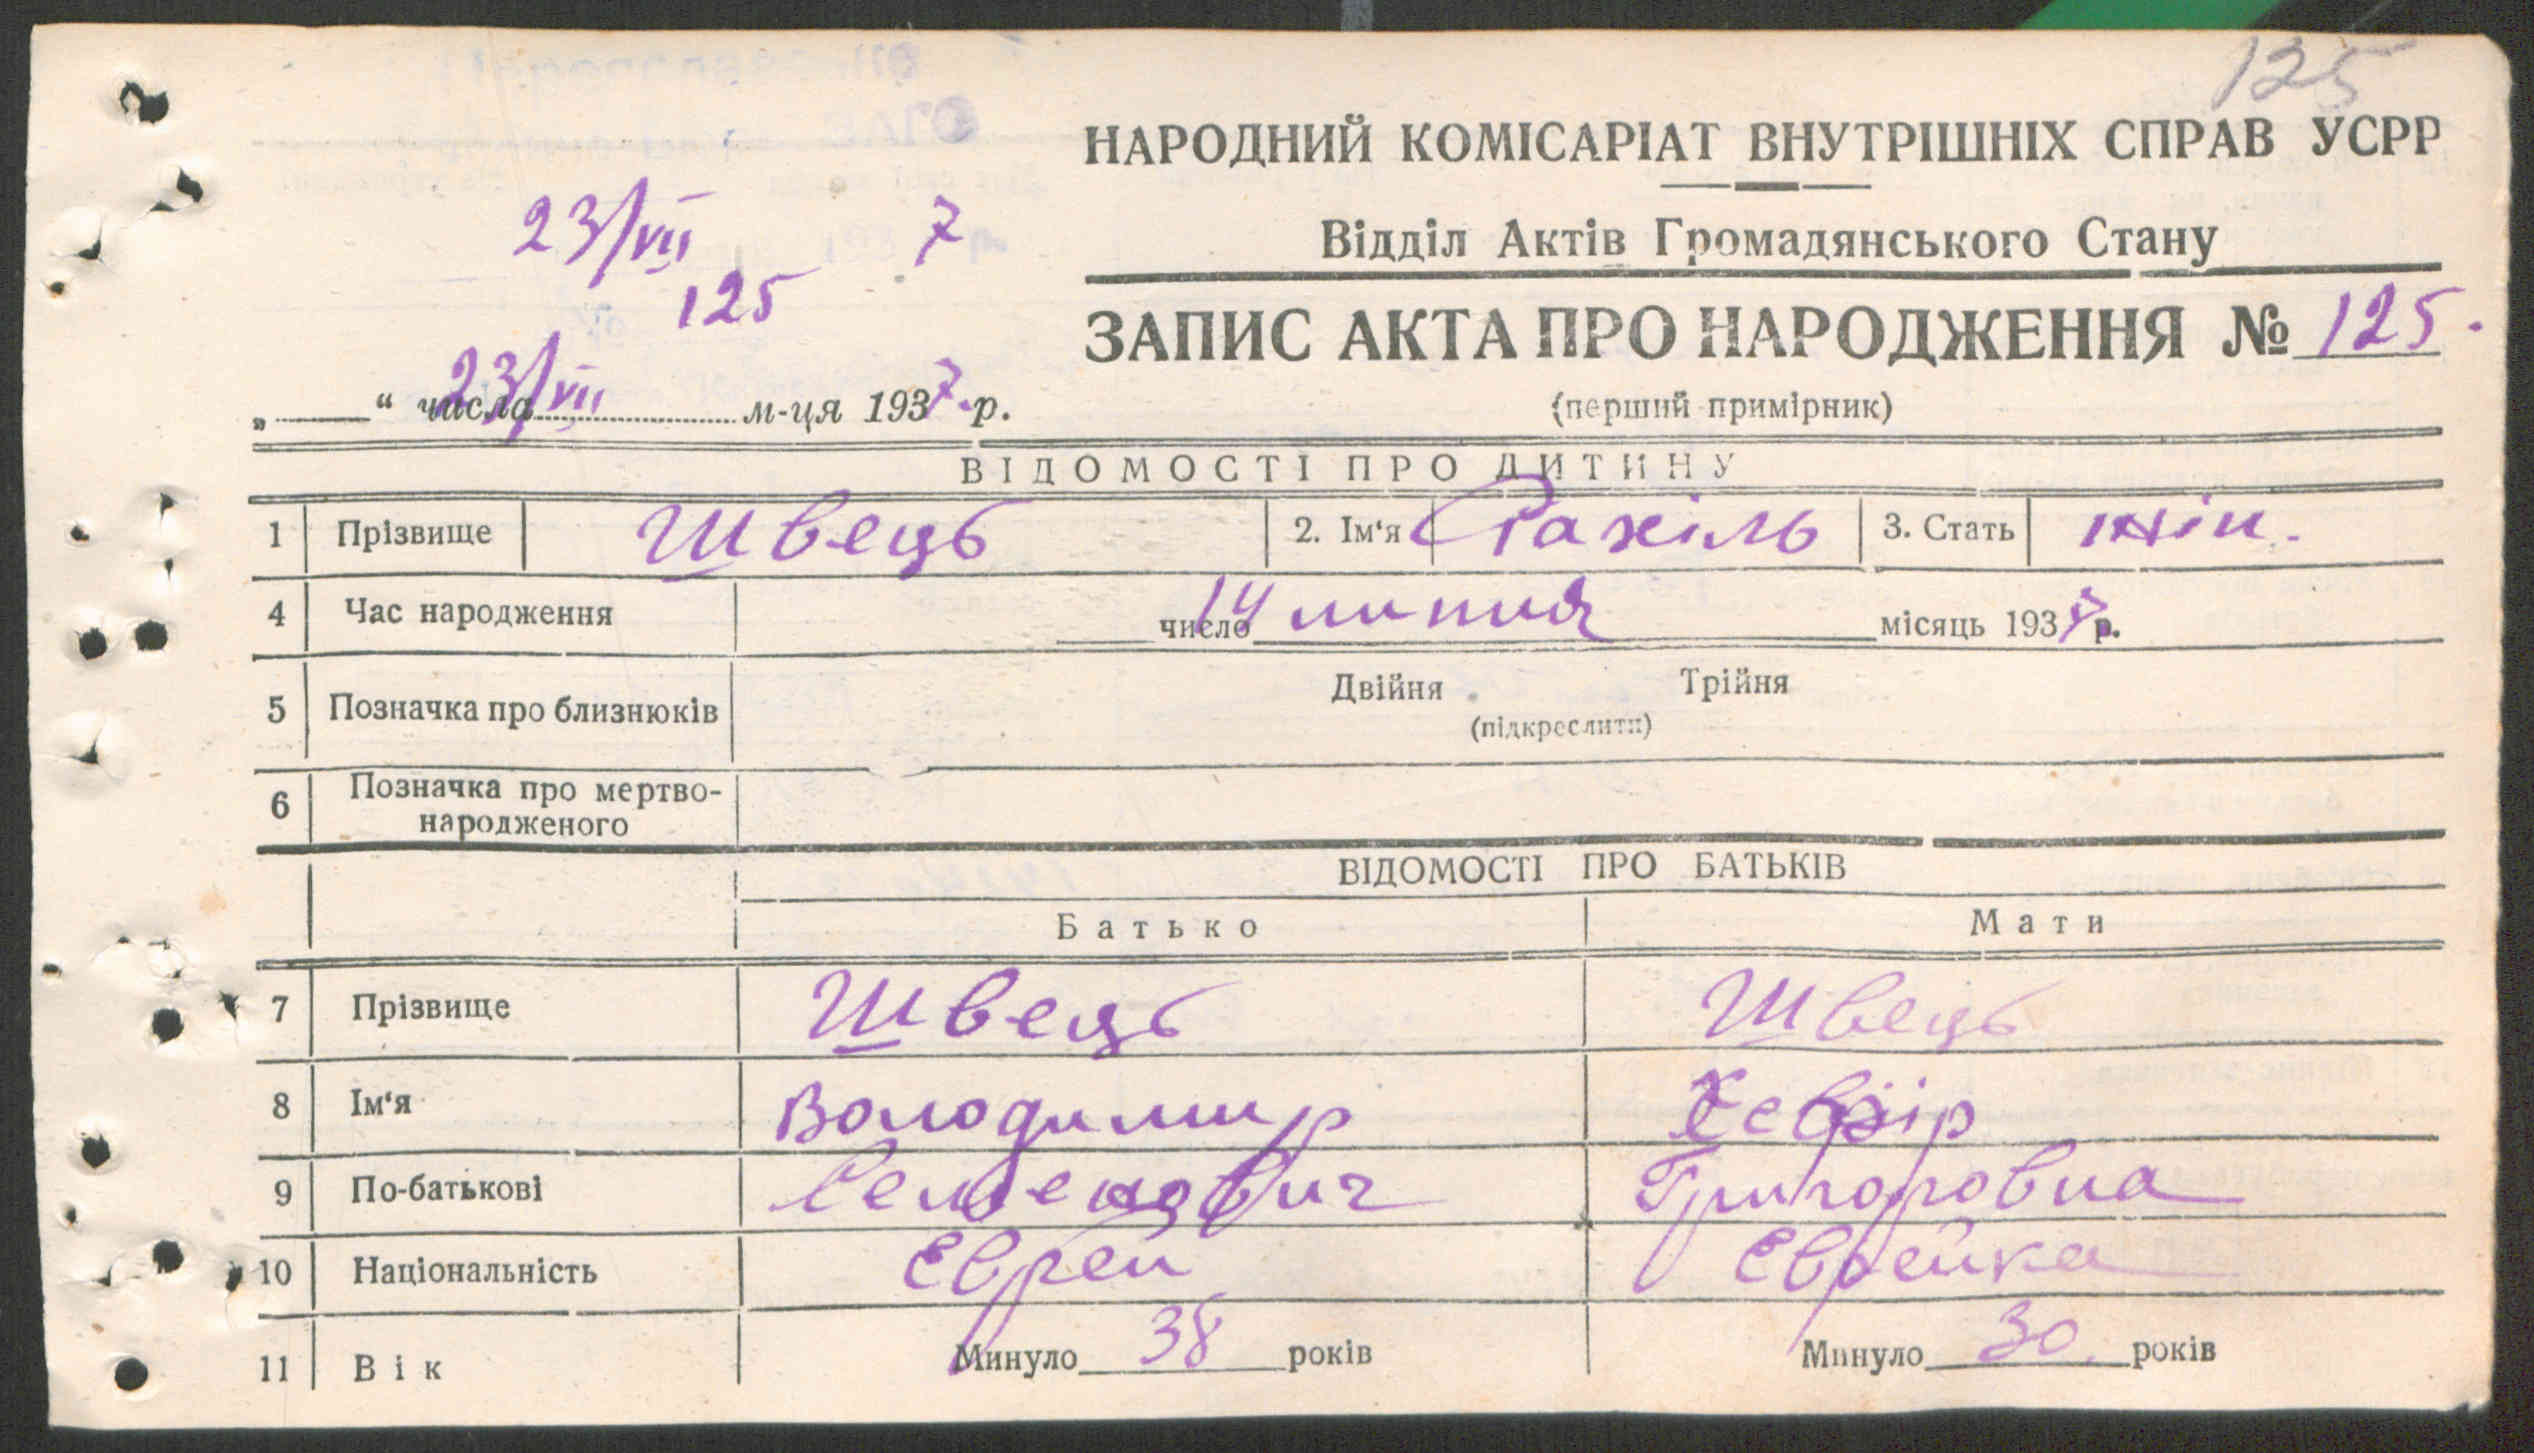 125
НАРОДНИЙ КОМІСАРІАТ ВНУТРІШНІХ СПРАВ УСРР
Відділ Актів Громадянського Стану
23/VII 7
125
ЗАПИС АКТА ПРО НАРОДЖЕННЯ № 125.
„ “ числа 23/VII м-ця 1937 р.
(перший примірник)
ВІДОМОСТІ ПРО ДИТИНУ
1 Прізвище Швець 2. Ім‘я Рахіль 3. Стать жін.
4 Час народження 14 число липня місяць 1937 р.
5 Позначка про близнюків Двійня Трійня
(підкреслити)
6 Позначка про мертво-
народженого
ВІДОМОСТІ ПРО БАТЬКІВ
Батько Мати
7 Прізвище Швець Швець
8 Ім‘я Володимир
9 По-батькові Семенович Григоровна
10 Національність Еврей Еврейка
11 Вік Минуло 38 років Минуло 30 років